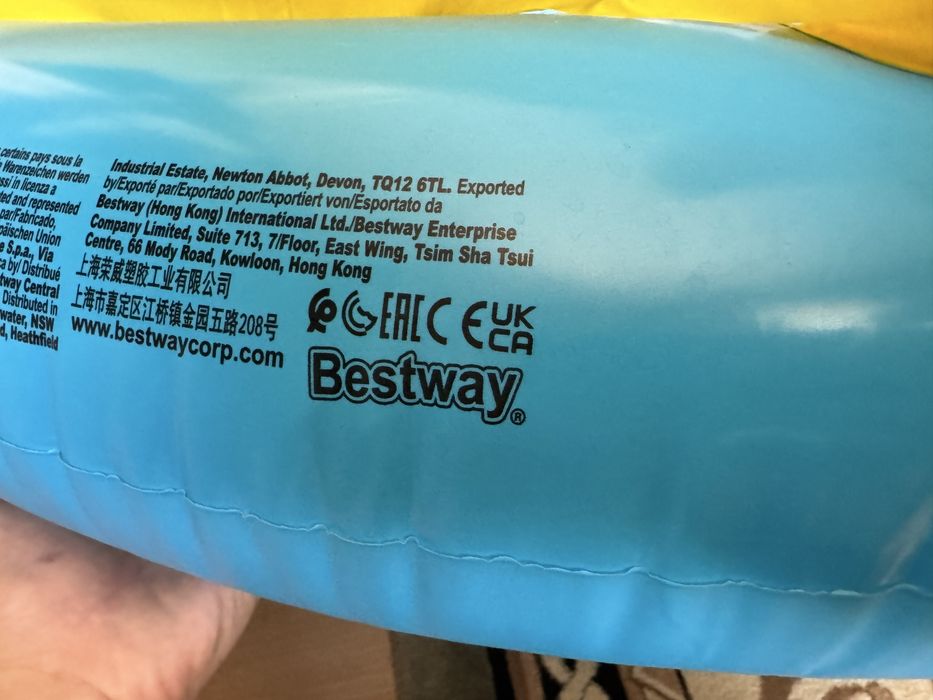 certains pays sous la
Warenzeichen werden
ssi in licenza a
ted and represented
par/Fabricado,
päischen Union
e S.p.a., Via
ca by/ Distribué
tway Central
Distributed in
water, NSW
d, Heathfield
Industrial Estate, Newton Abbot, Devon, TQ12 6TL. Exported
by/Exporté par/Exportado por/Exportiert von/Esportato da
Bestway (Hong Kong) International Ltd./Bestway Enterprise
Company Limited, Suite 713, 7/Floor, East Wing, Tsim Sha Tsui
Centre, 66 Mody Road, Kowloon, Hong Kong
上海荣威塑胶工业有限公司
上海市嘉定区江桥镇金园五路208号
www.bestwaycorp.com
EAC CE UK
CA
Bestway®